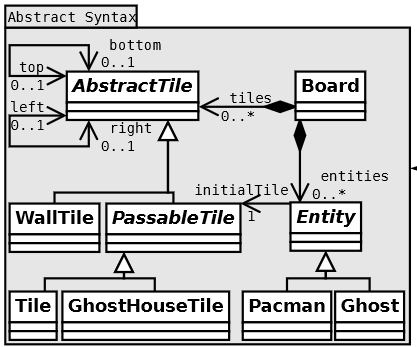 Abstract Syntax
bottom
top
0..1
0..1
AbstractTile
Board
left
tiles
0..1
right
0..*
0..1
initialTile
entities
1
0..*
WallTile
PassableTile
Entity
Tile
GhostHouseTile
Pacman
Ghost